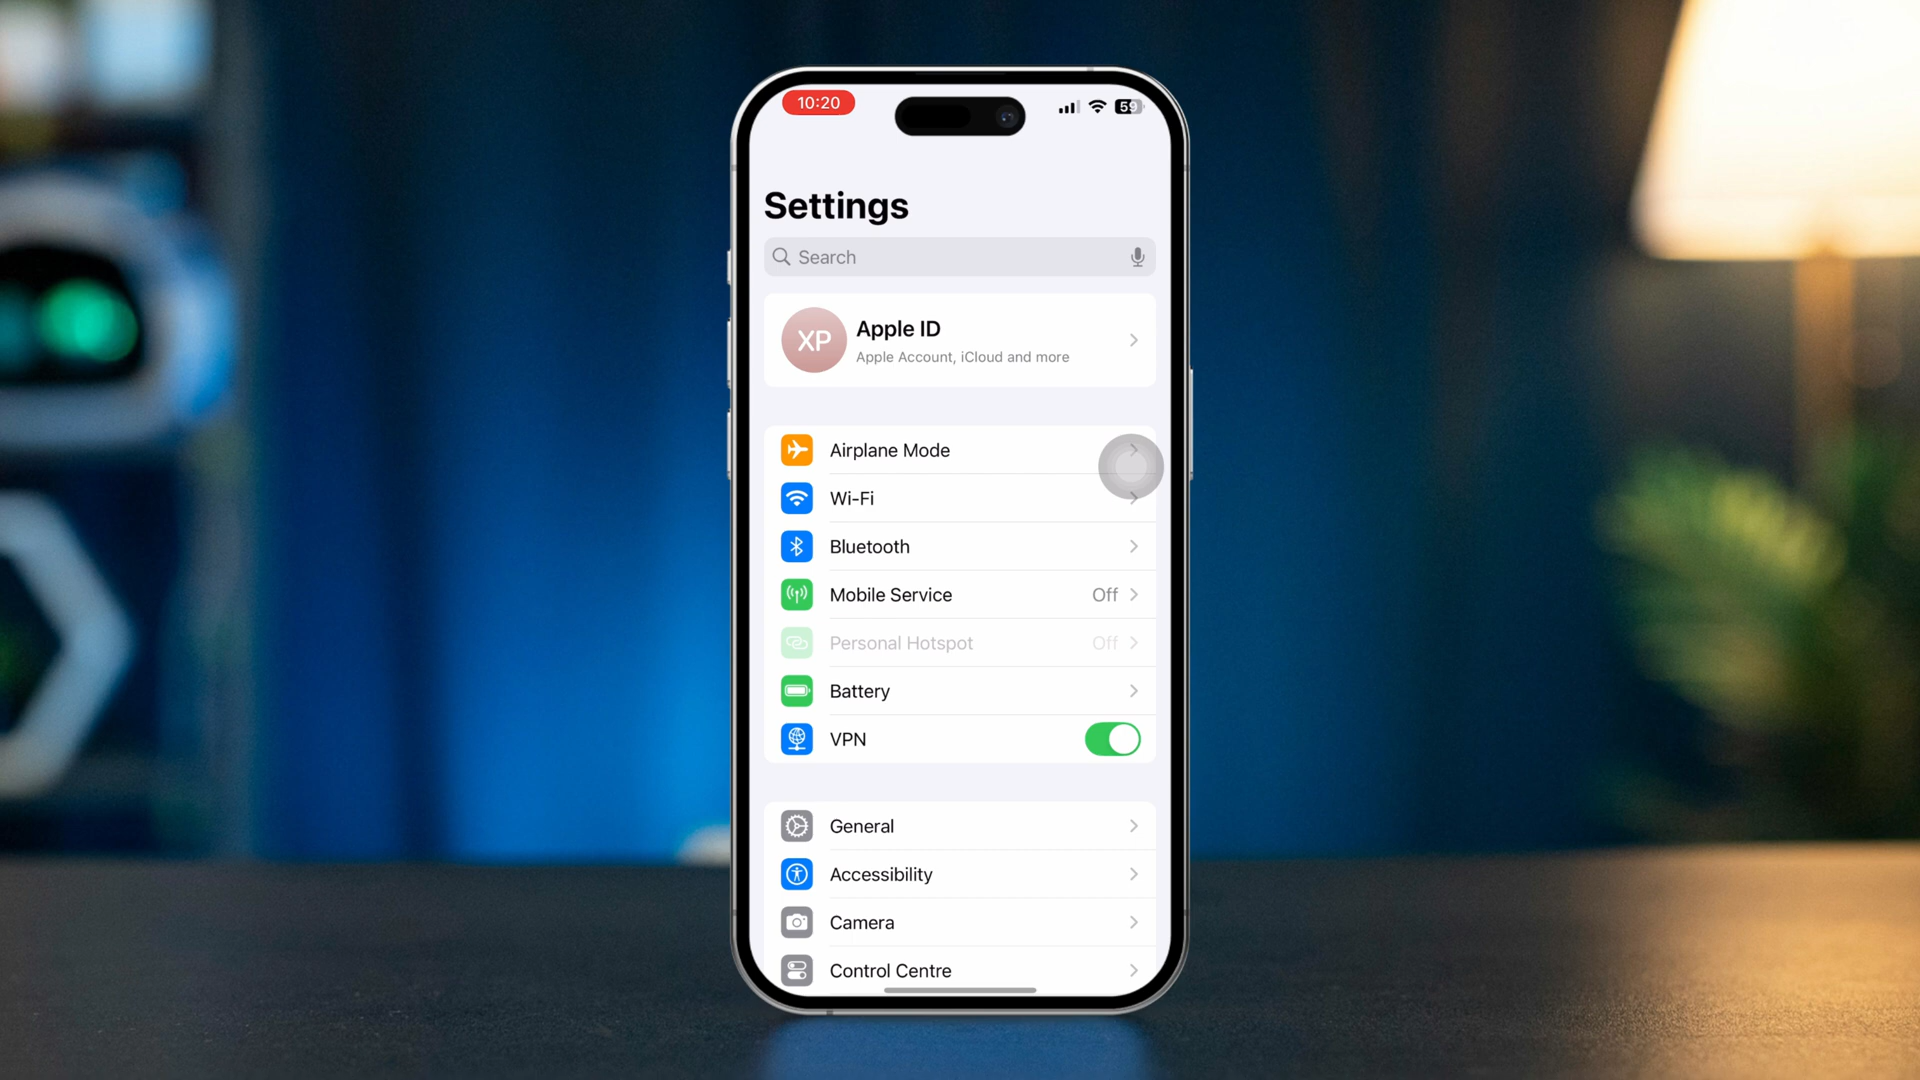 10:20
59
Settings
Search
XP
Apple ID
Apple Account, iCloud and more
Airplane Mode
Wi-Fi
Bluetooth
Mobile Service Off
Personal Hotspot Off
Battery
VPN
General
Accessibility
Camera
Control Centre